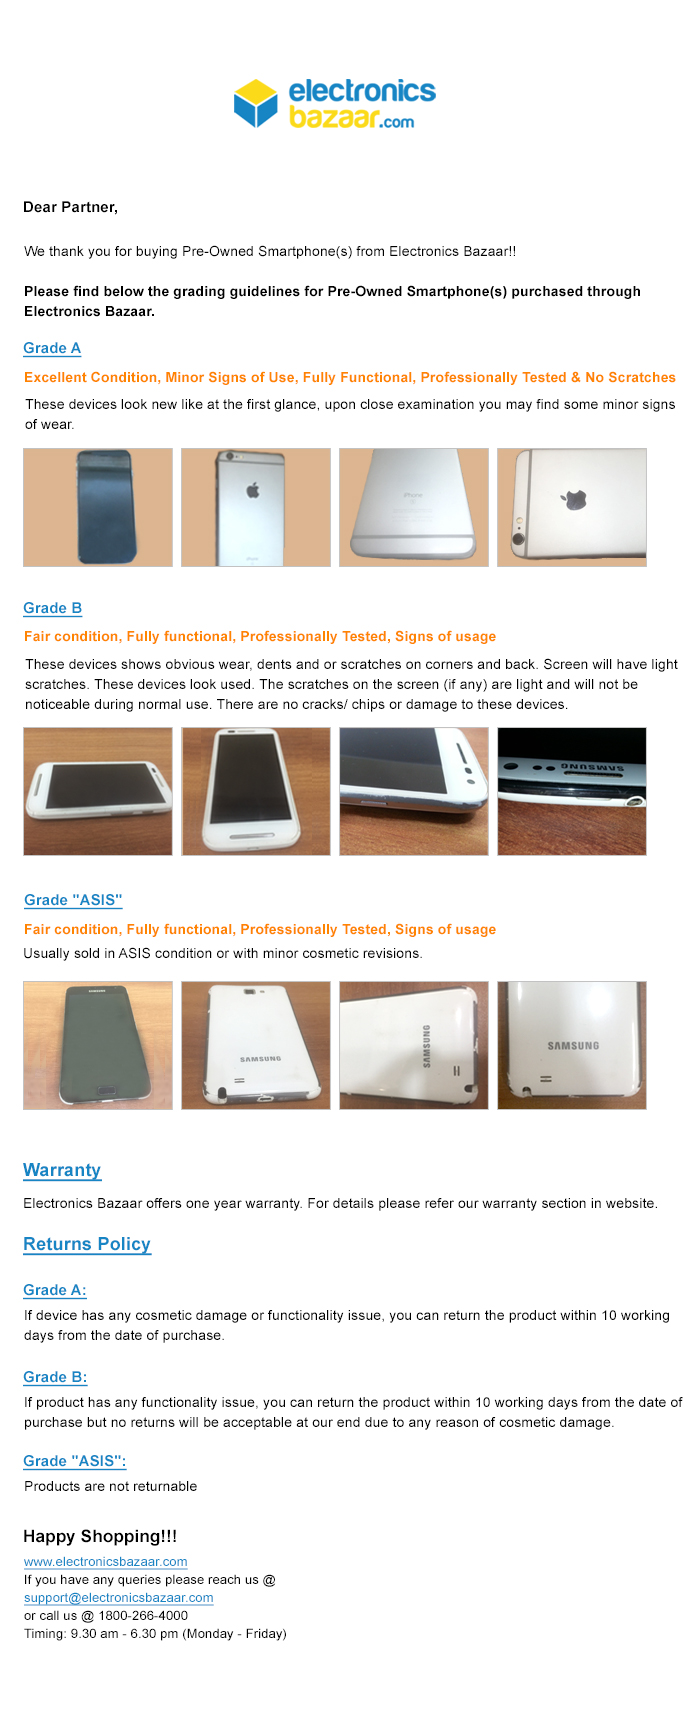 electronics
bazaar.com
Dear Partner,
We thank you for buying Pre-Owned Smartphone(s) from Electronics Bazaar!!
Please find below the grading guidelines for Pre-Owned Smartphone(s) purchased through
Electronics Bazaar.
Grade A
Excellent Condition, Minor Signs of Use, Fully Functional, Professionally Tested & No Scratches
These devices look new like at the first glance, upon close examination you may find some minor signs
of wear.
iPhone
iPhone
Grade B
Fair condition, Fully functional, Professionally Tested, Signs of usage
These devices shows obvious wear, dents and or scratches on corners and back. Screen will have light
scratches. These devices look used. The scratches on the screen (if any) are light and will not be
noticeable during normal use. There are no cracks/ chips or damage to these devices.
SAMSUNG
Grade "ASIS"
Fair condition, Fully functional, Professionally Tested, Signs of usage
Usually sold in ASIS condition or with minor cosmetic revisions.
SAMSUNG
SAMSUNG
SAMSUNG
SAMSUNG
Warranty
Electronics Bazaar offers one year warranty. For details please refer our warranty section in website.
Returns Policy
Grade A:
If device has any cosmetic damage or functionality issue, you can return the product within 10 working
days from the date of purchase.
Grade B:
If product has any functionality issue, you can return the product within 10 working days from the date of
purchase but no returns will be acceptable at our end due to any reason of cosmetic damage.
Grade "ASIS":
Products are not returnable
Happy Shopping!!!
www.electronicsbazaar.com
If you have any queries please reach us @
support@electronicsbazaar.com
or call us @ 1800-266-4000
Timing: 9.30 am - 6.30 pm (Monday - Friday)